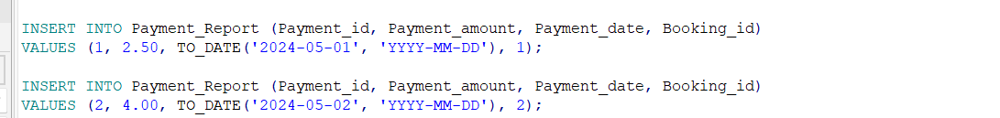 INSERT INTO Payment_Report (Payment_id, Payment_amount, Payment_date, Booking_id)
VALUES (1, 2.50, TO_DATE('2024-05-01', 'YYYY-MM-DD'), 1);
INSERT INTO Payment_Report (Payment_id, Payment_amount, Payment_date, Booking_id)
VALUES (2, 4.00, TO_DATE('2024-05-02', 'YYYY-MM-DD'), 2);